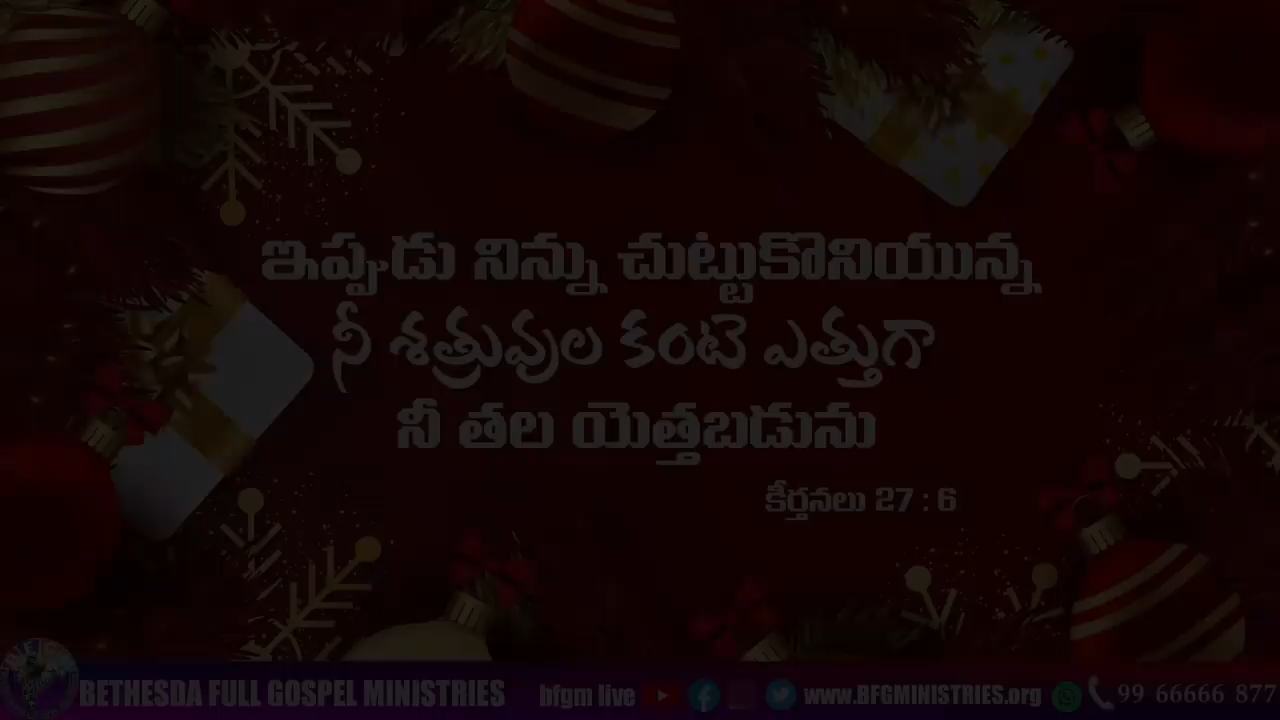 ఇప్పుడు నిన్ను చుట్టుకొనియున్న
నీ శత్రువుల కంటె ఎత్తుగా
నీ తల యెత్తబడును
కీర్తనలు 27 : 6
BETHESDA FULL GOSPEL MINISTRIES bfgm live www.BFGMINISTRIES.org 99 66666 877